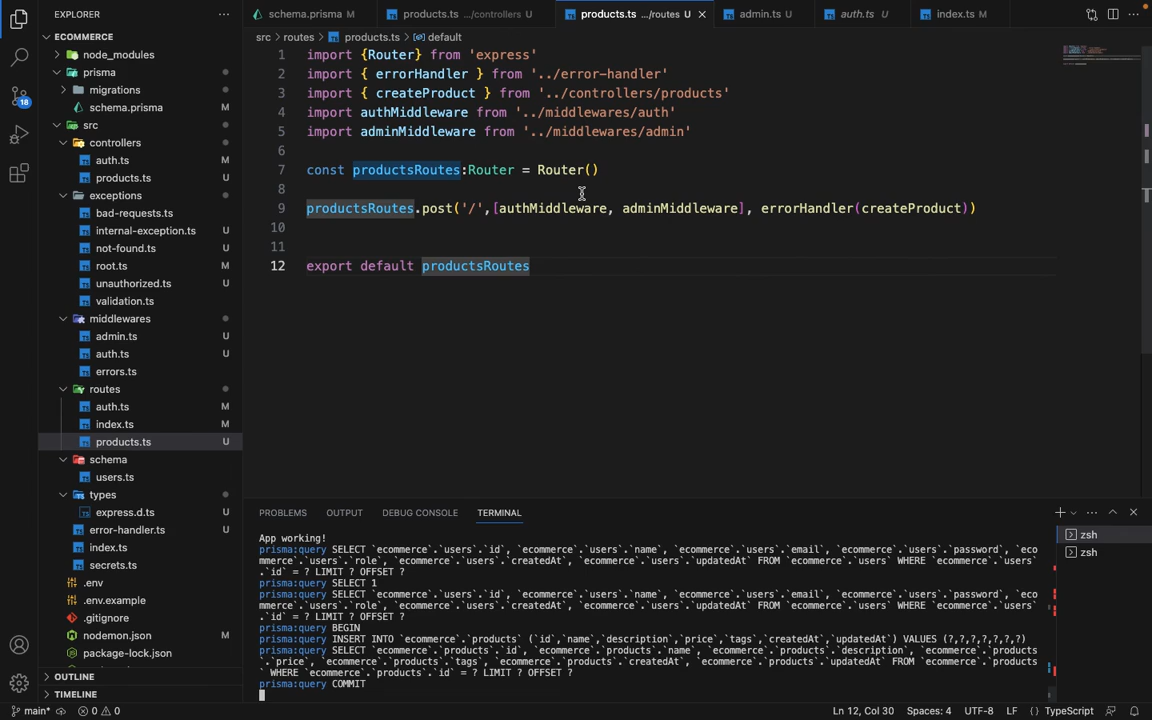 EXPLORER
schema.prisma M
products.ts .../controllers U
products.ts .../routes U
admin.ts U
auth.ts U
index.ts M
ECOMMERCE
src > routes > products.ts > default
node_modules
prisma
migrations
schema.prisma M
src
controllers
auth.ts M
products.ts U
exceptions
bad-requests.ts
internal-exception.ts U
not-found.ts U
root.ts M
unauthorized.ts U
validation.ts
middlewares
admin.ts U
auth.ts U
errors.ts
routes
auth.ts M
index.ts M
products.ts U
schema
users.ts
types
express.d.ts U
error-handler.ts U
index.ts
secrets.ts
.env
.env.example
.gitignore
nodemon.json M
package-lock.json
OUTLINE
TIMELINE
18
1 import {Router} from 'express'
2 import { errorHandler } from '../error-handler'
3 import { createProduct } from '../controllers/products'
4 import authMiddleware from '../middlewares/auth'
5 import adminMiddleware from '../middlewares/admin'
6
7 const productsRoutes:Router = Router()
8
9 productsRoutes.post('/',[authMiddleware, adminMiddleware], errorHandler(createProduct))
10
11
12 export default productsRoutes
PROBLEMS OUTPUT DEBUG CONSOLE TERMINAL
zsh
zsh
App working!
prisma:query SELECT `ecommerce`.`users`.`id`, `ecommerce`.`users`.`name`, `ecommerce`.`users`.`email`, `ecommerce`.`users`.`password`, `eco
mmerce`.`users`.`role`, `ecommerce`.`users`.`createdAt`, `ecommerce`.`users`.`updatedAt` FROM `ecommerce`.`users` WHERE `ecommerce`.`users`
.`id` = ? LIMIT ? OFFSET ?
prisma:query SELECT 1
prisma:query SELECT `ecommerce`.`users`.`id`, `ecommerce`.`users`.`name`, `ecommerce`.`users`.`email`, `ecommerce`.`users`.`password`, `eco
mmerce`.`users`.`role`, `ecommerce`.`users`.`createdAt`, `ecommerce`.`users`.`updatedAt` FROM `ecommerce`.`users` WHERE `ecommerce`.`users`
.`id` = ? LIMIT ? OFFSET ?
prisma:query BEGIN
prisma:query INSERT INTO `ecommerce`.`products` (`id`,`name`,`description`,`price`,`tags`,`createdAt`,`updatedAt`) VALUES (?,?,?,?,?,?,?)
prisma:query SELECT `ecommerce`.`products`.`id`, `ecommerce`.`products`.`name`, `ecommerce`.`products`.`description`, `ecommerce`.`products
`.`price`, `ecommerce`.`products`.`tags`, `ecommerce`.`products`.`createdAt`, `ecommerce`.`products`.`updatedAt` FROM `ecommerce`.`products
` WHERE `ecommerce`.`products`.`id` = ? LIMIT ? OFFSET ?
prisma:query COMMIT
main* 0 0 Ln 12, Col 30 Spaces: 4 UTF-8 LF {} TypeScript